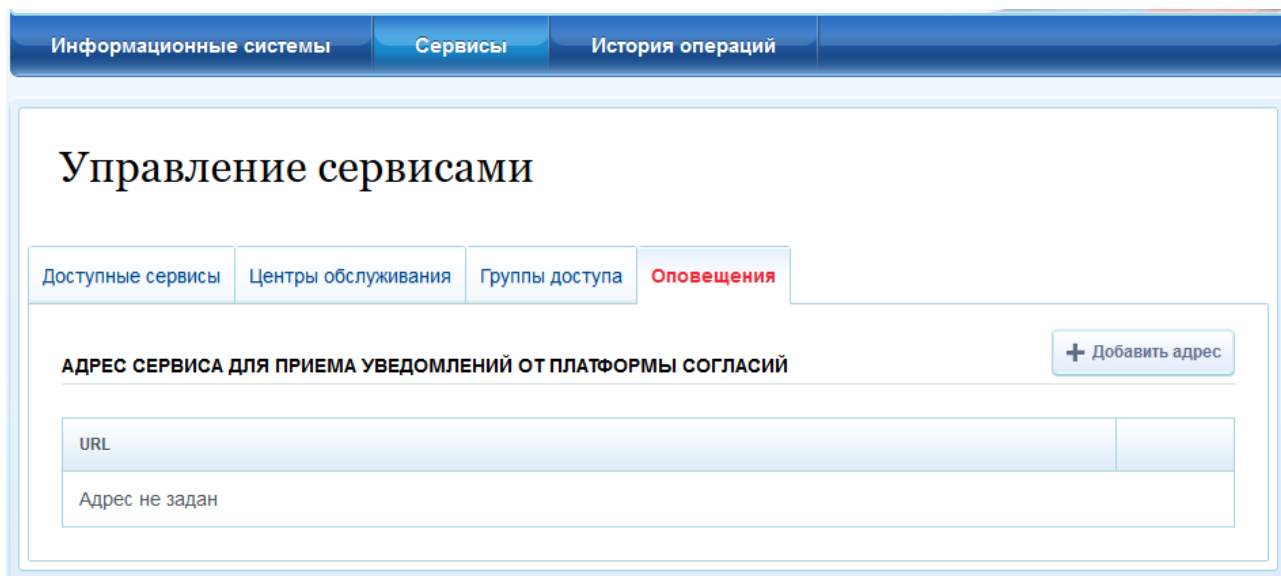 Информационные системы Сервисы История операций
Управление сервисами
Доступные сервисы Центры обслуживания Группы доступа Оповещения
АДРЕС СЕРВИСА ДЛЯ ПРИЕМА УВЕДОМЛЕНИЙ ОТ ПЛАТФОРМЫ СОГЛАСИЙ
Добавить адрес
URL
Адрес не задан